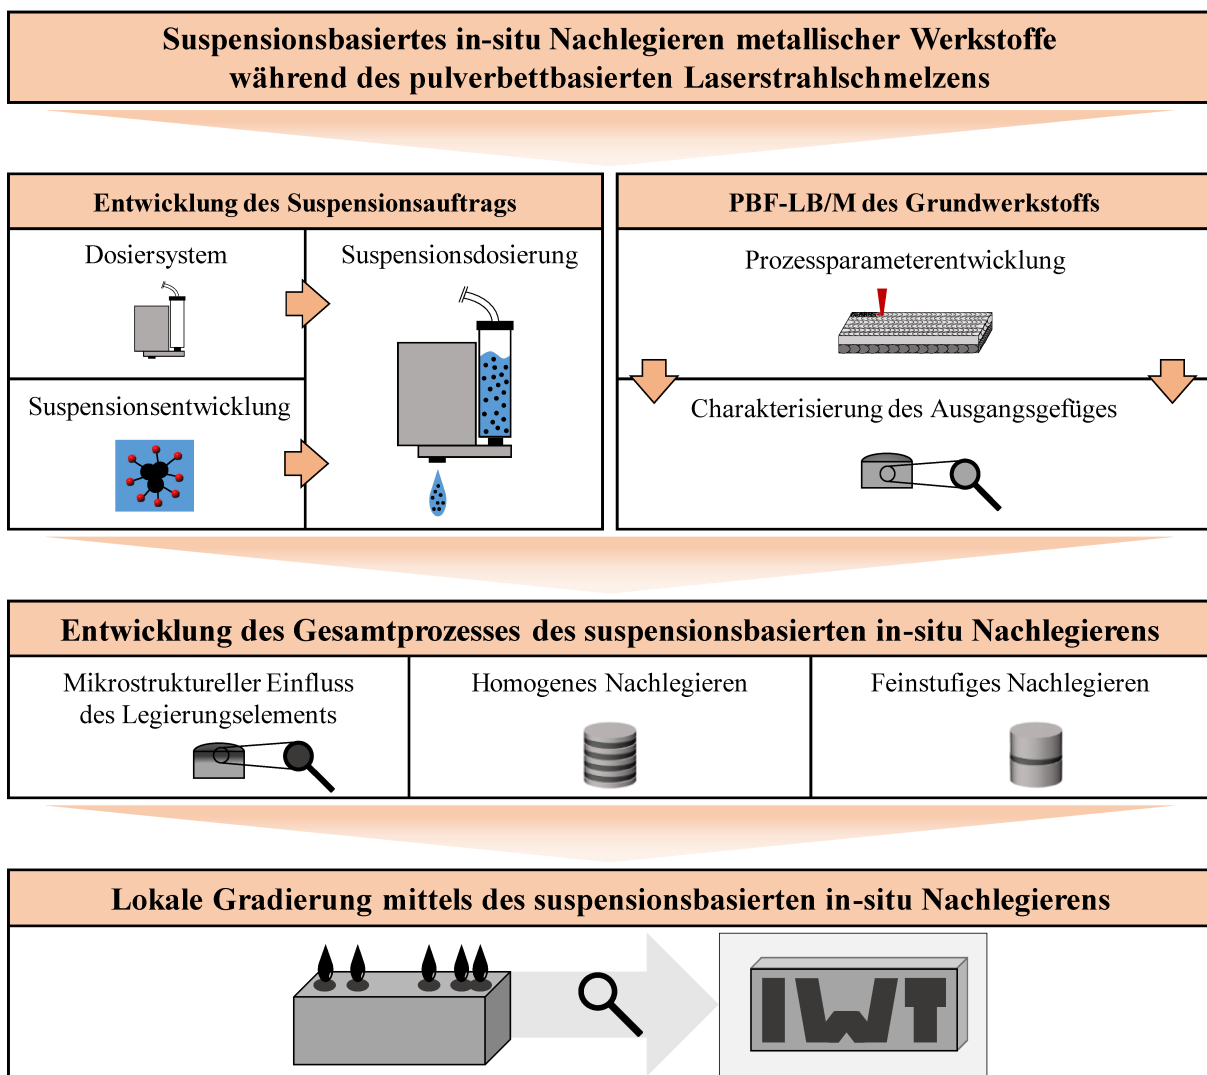 Suspensionsbasiertes in-situ Nachlegieren metallischer Werkstoffe
während des pulverbettbasierten Laserstrahlschmelzens
Entwicklung des Suspensionsauftrags
Dosiersystem
Suspensionsdosierung
Suspensionsentwicklung
PBF-LB/M des Grundwerkstoffs
Prozessparameterentwicklung
Charakterisierung des Ausgangsgefüges
Entwicklung des Gesamtprozesses des suspensionsbasierten in-situ Nachlegierens
Mikrostruktureller Einfluss
des Legierungselements
Homogenes Nachlegieren
Feinstufiges Nachlegieren
Lokale Gradierung mittels des suspensionsbasierten in-situ Nachlegierens
IWT